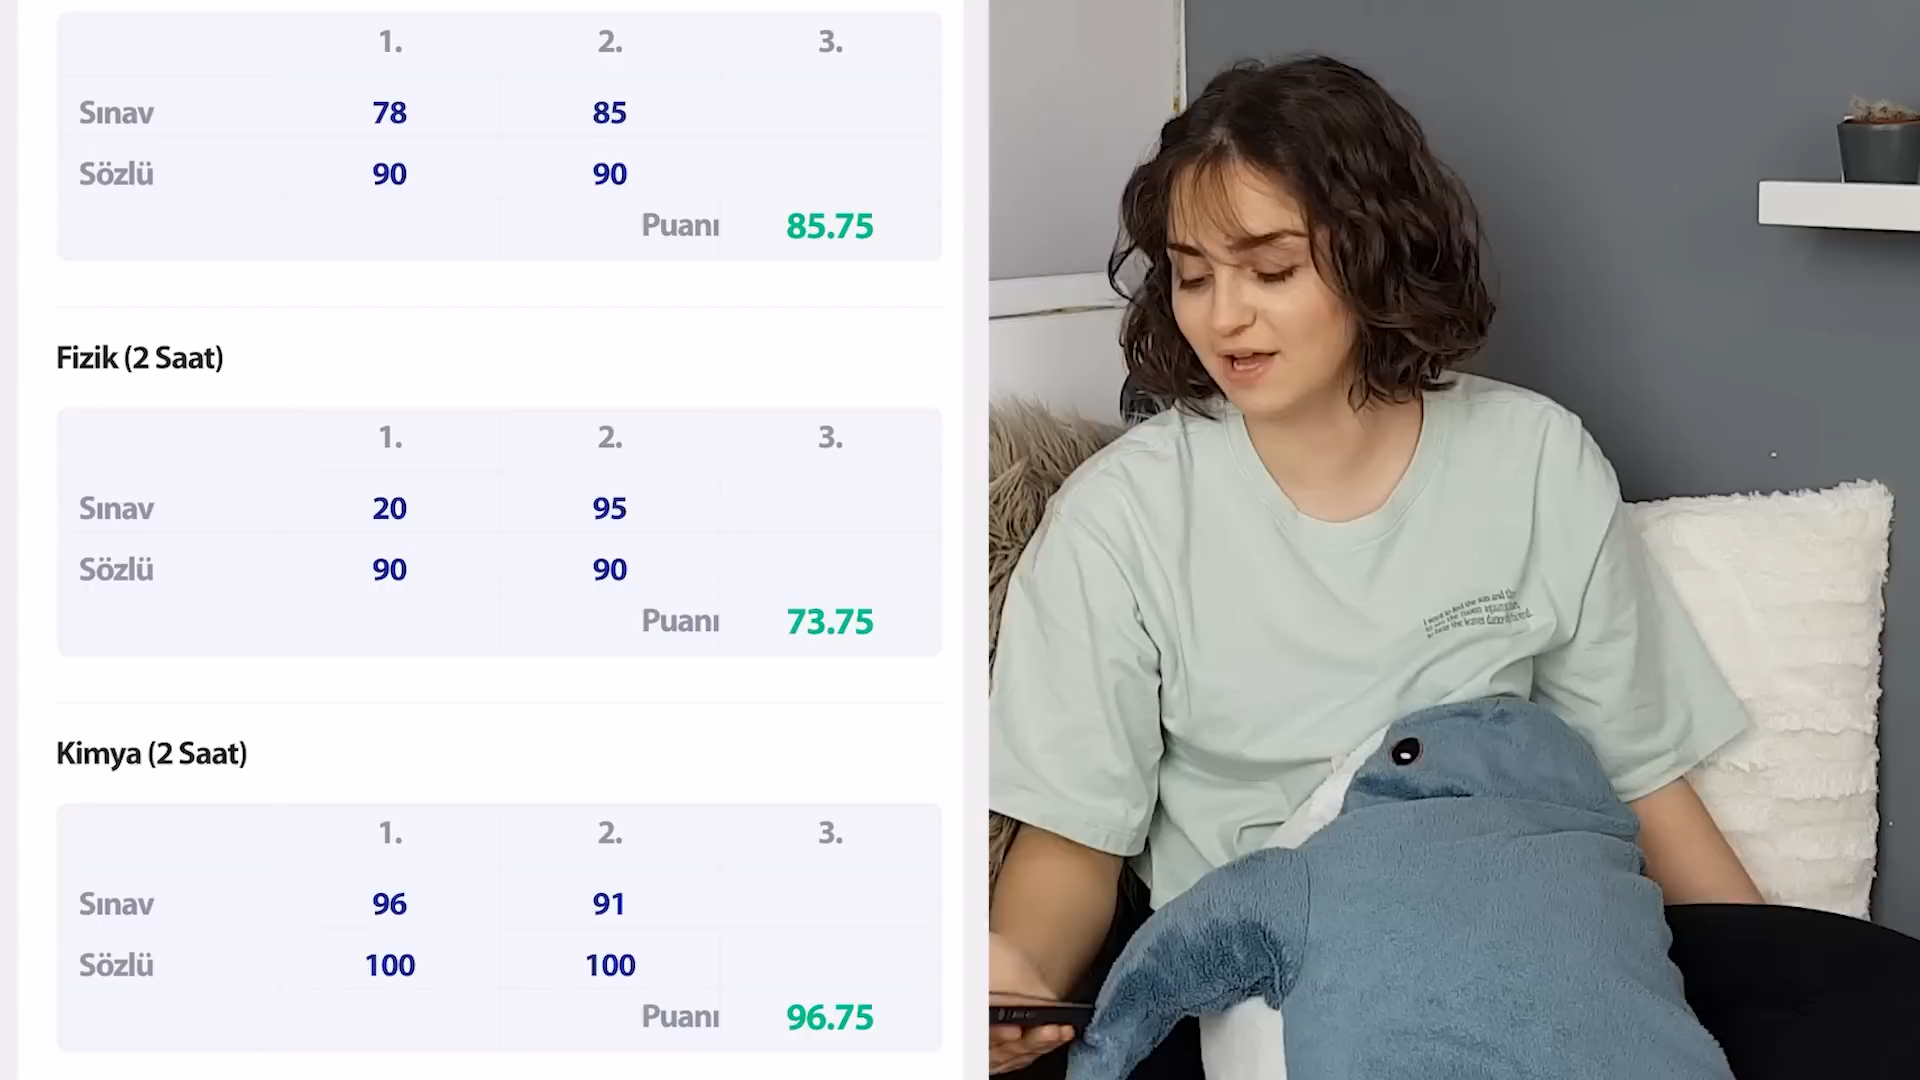 1. 2. 3.
Sınav 78 85
Sözlü 90 90
Puanı 85.75
Fizik (2 Saat)
1. 2. 3.
Sınav 20 95
Sözlü 90 90
Puanı 73.75
Kimya (2 Saat)
1. 2. 3.
Sınav 96 91
Sözlü 100 100
Puanı 96.75